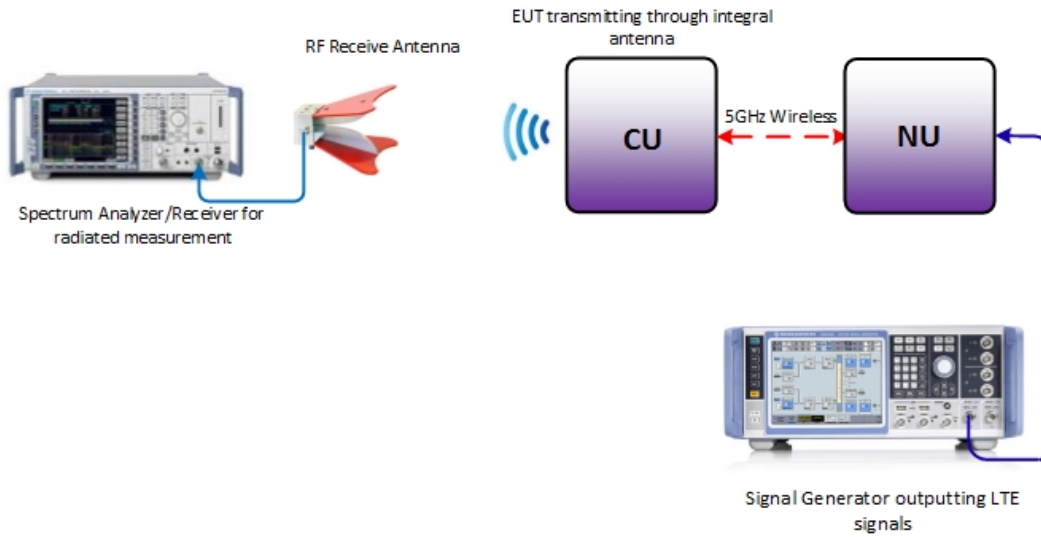 EUT transmitting through integral
antenna
RF Receive Antenna
CU
5GHz Wireless
NU
Spectrum Analyzer/Receiver for
radiated measurement
Signal Generator outputting LTE
signals